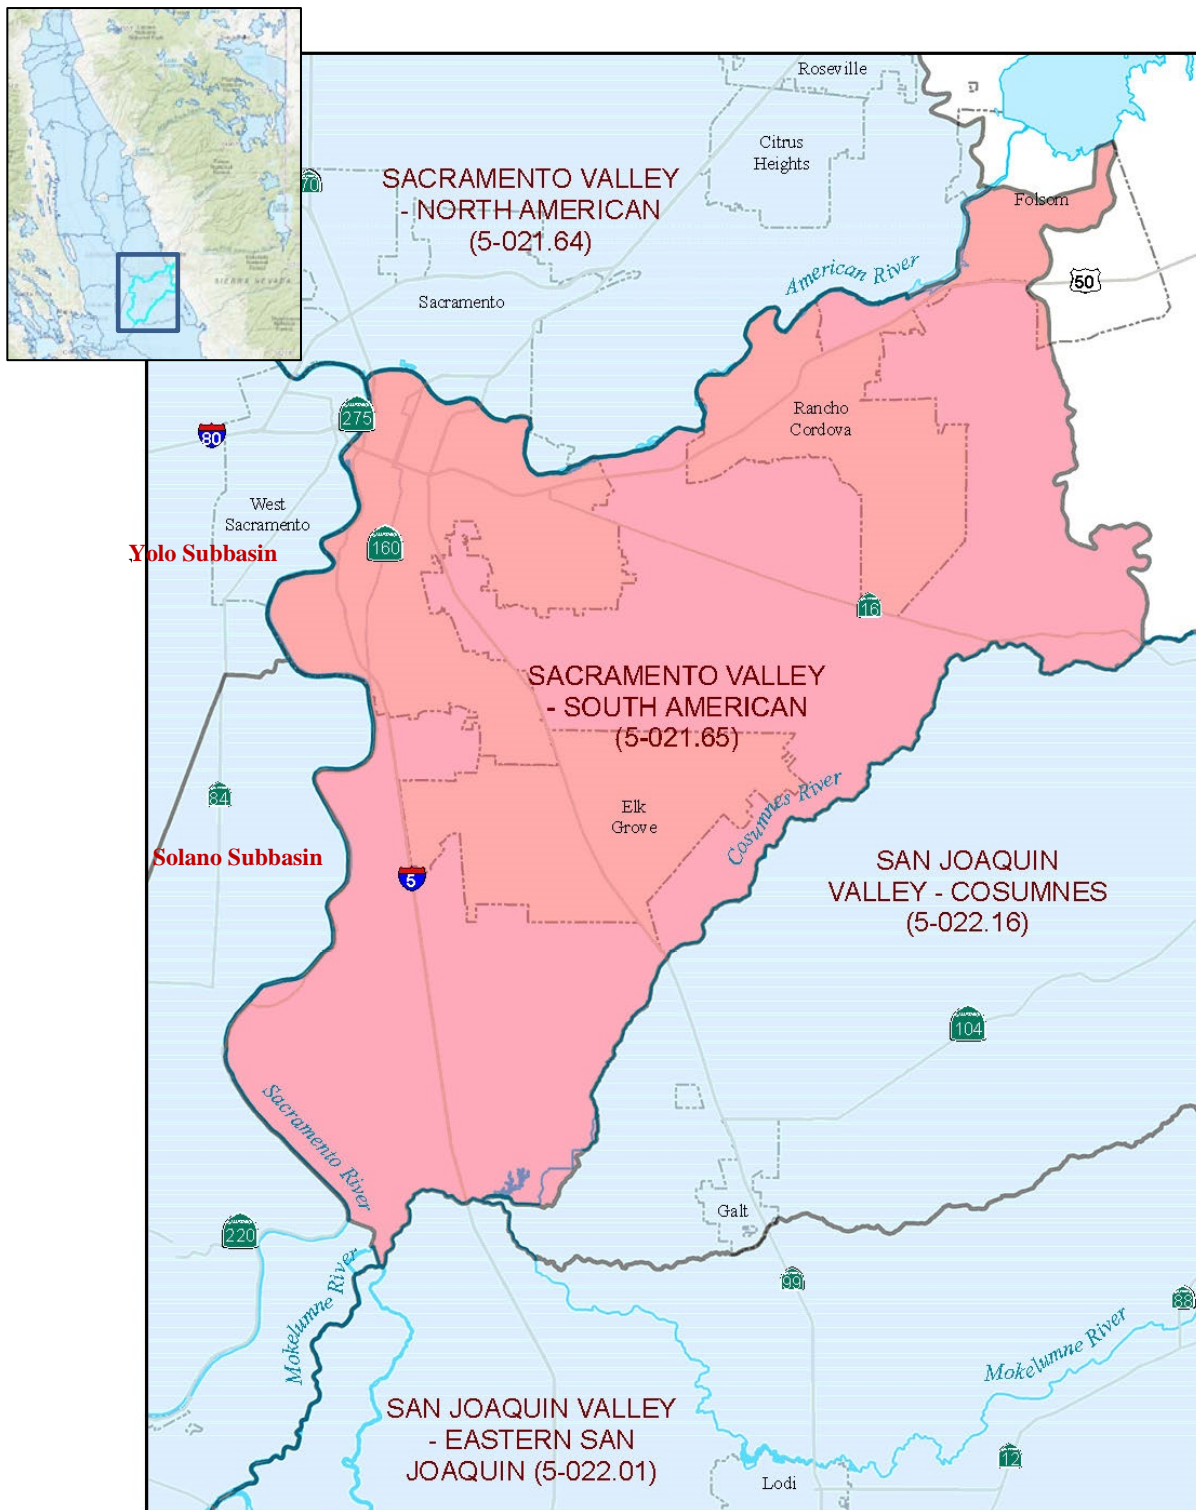 Roseville
Citrus
Heights
70
SACRAMENTO VALLEY
- NORTH AMERICAN
(5-021.64)
Folsom
American River
50
Sacramento
SIERRA NEVADA
275
80
Rancho
Cordova
West
Sacramento
Yolo Subbasin
160
16
SACRAMENTO VALLEY
- SOUTH AMERICAN
(5-021.65)
84
Elk
Grove
Cosumnes River
Solano Subbasin
5
SAN JOAQUIN
VALLEY - COSUMNES
(5-022.16)
104
Sacramento River
Galt
220
99
88
Mokelumne River
Mokelumne River
SAN JOAQUIN VALLEY
- EASTERN SAN
JOAQUIN (5-022.01)
12
Lodi